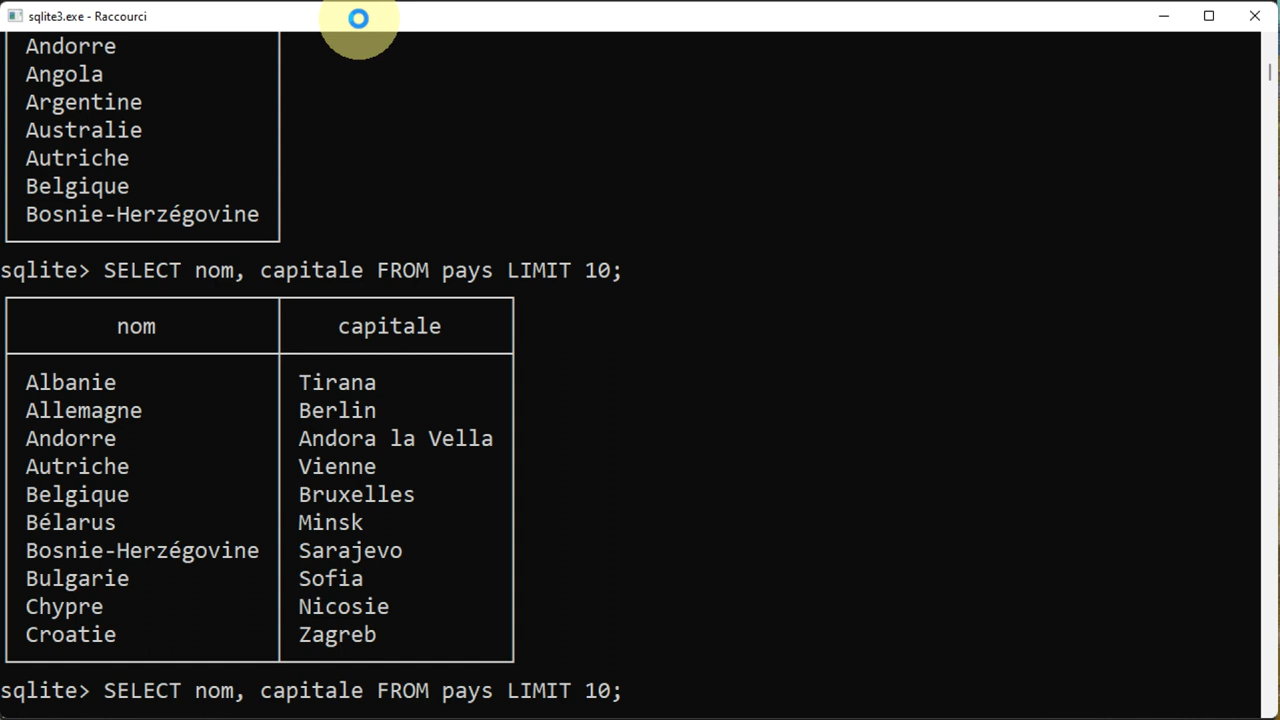 sqlite3.exe - Raccourci
Andorre
Angola
Argentine
Australie
Autriche
Belgique
Bosnie-Herzégovine
sqlite> SELECT nom, capitale FROM pays LIMIT 10;
nom capitale
Albanie Tirana
Allemagne Berlin
Andorre Andora la Vella
Autriche Vienne
Belgique Bruxelles
Bélarus Minsk
Bosnie-Herzégovine Sarajevo
Bulgarie Sofia
Chypre Nicosie
Croatie Zagreb
sqlite> SELECT nom, capitale FROM pays LIMIT 10;